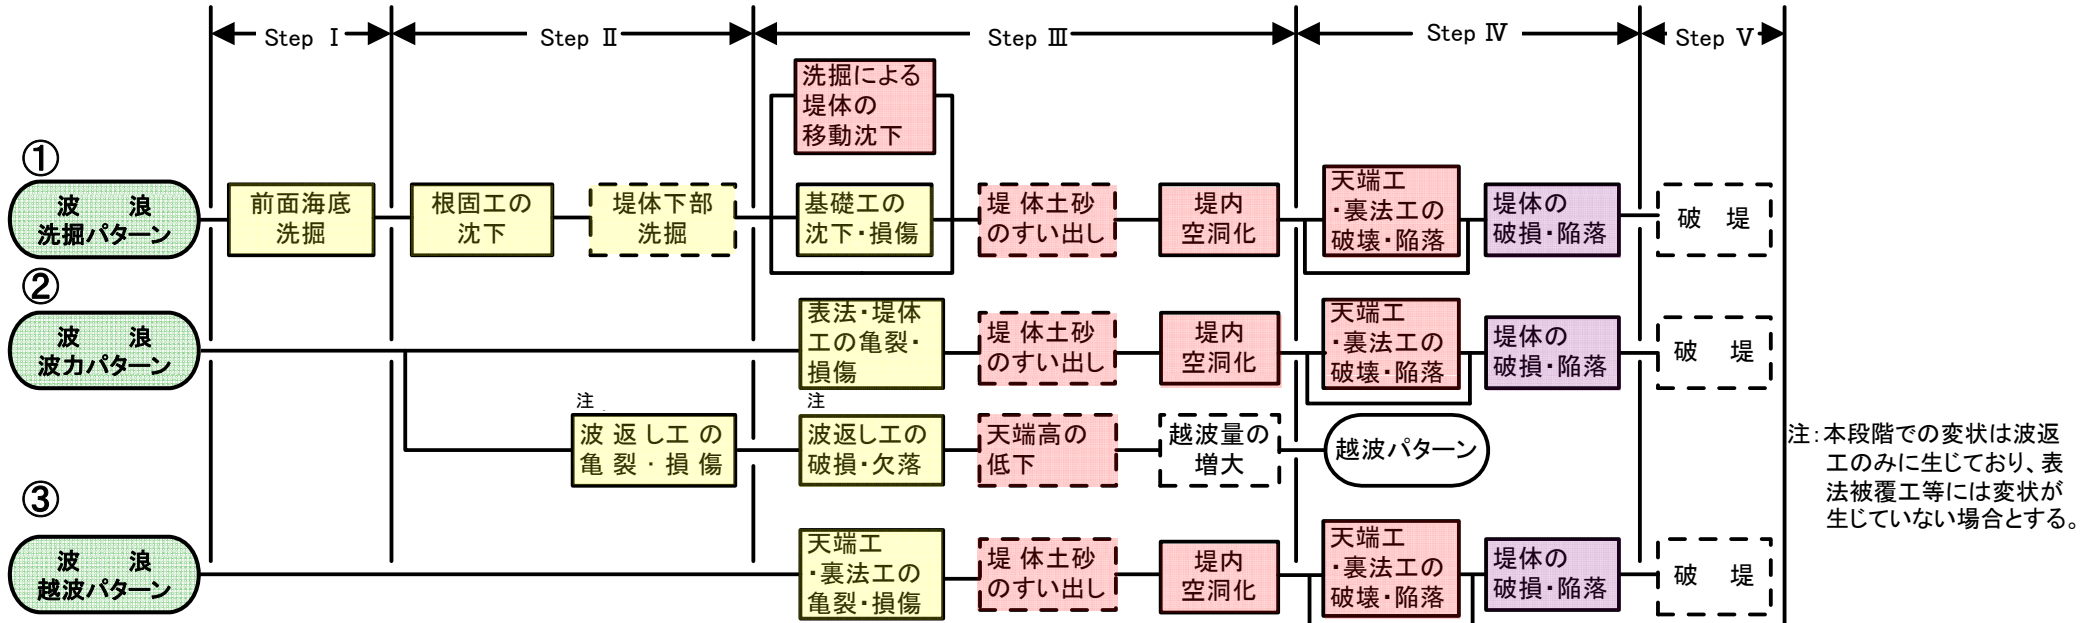 Step Ⅰ
Step Ⅱ
Step Ⅲ
Step Ⅳ
Step Ⅴ
洗掘による
堤体の
移動沈下
①
波　浪
洗掘パターン
前面海底
洗掘
根固工の
沈下
堤体下部
洗掘
基礎工の
沈下・損傷
堤 体土砂
のすい出し
堤内
空洞化
天端工
・裏法工の
破壊・陥落
堤体の
破損・陥落
破　堤
②
波　浪
波力パターン
表法・堤体
工の亀裂・
損傷
堤 体土砂
のすい出し
堤内
空洞化
天端工
・裏法工の
破壊・陥落
堤体の
破損・陥落
破　堤
注
波 返 し工 の
亀 裂 ・ 損 傷
注
波返し工の
破損・欠落
天端高の
低下
越波量の
増大
越波パターン
注：本段階での変状は波返
工のみに生じており、表
法被覆工等には変状が
生じていない場合とする。
③
波　浪
越波パターン
天端工
・裏法工の
亀裂・損傷
堤 体土砂
のすい出し
堤内
空洞化
天端工
・裏法工の
破壊・陥落
堤体の
破損・陥落
破　堤